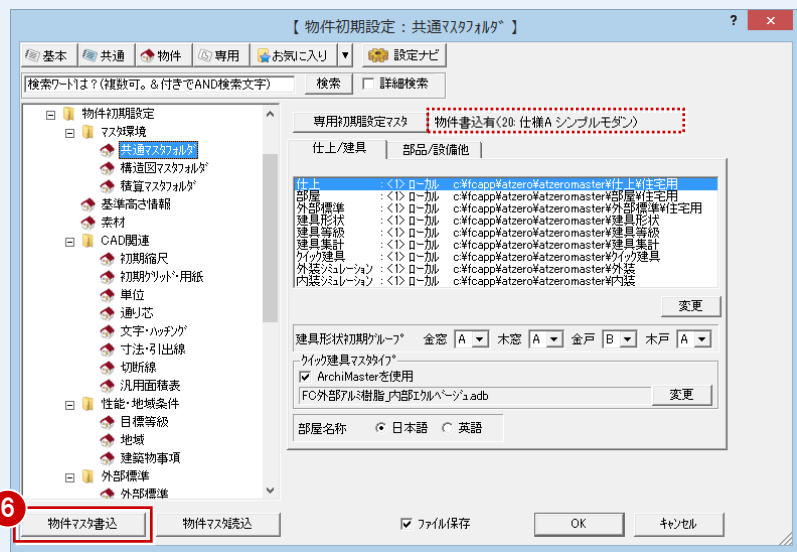 【 物件初期設定：共通ﾏｽﾀﾌｫﾙﾀﾞ 】 ? x
基本 共通 物件 専用 お気に入り ▼ 設定ナビ
検索ﾜｰﾄﾞは？(複数可。＆付きでAND検索文字) 検索 詳細検索
物件初期設定
ﾏｽﾀ環境
共通ﾏｽﾀﾌｫﾙﾀﾞ
構造図ﾏｽﾀﾌｫﾙﾀﾞ
積算ﾏｽﾀﾌｫﾙﾀﾞ
基準高さ情報
素材
CAD関連
初期縮尺
初期ｸﾞﾘｯﾄﾞ・用紙
単位
通り芯
文字・ハッチング
寸法・引出線
切断線
汎用面積表
性能・地域条件
目標等級
地域
建築物事項
外部標準
外部標準
専用初期設定ﾏｽﾀ 物件書込有(20: 仕様A シンプルモダン)
仕上/建具 部品/設備他
仕上 : <1> ﾛｰｶﾙ c:¥fcapp¥atzero¥atzeromaster¥仕上¥住宅用
部屋 : <1> ﾛｰｶﾙ c:¥fcapp¥atzero¥atzeromaster¥部屋¥住宅用
外部標準 : <1> ﾛｰｶﾙ c:¥fcapp¥atzero¥atzeromaster¥外部標準¥住宅用
建具形状 : <1> ﾛｰｶﾙ c:¥fcapp¥atzero¥atzeromaster¥建具形状
建具等級 : <1> ﾛｰｶﾙ c:¥fcapp¥atzero¥atzeromaster¥建具等級
建具集計 : <1> ﾛｰｶﾙ c:¥fcapp¥atzero¥atzeromaster¥建具集計
ｸｲｯｸ建具 : <1> ﾛｰｶﾙ c:¥fcapp¥atzero¥atzeromaster¥ｸｲｯｸ建具
外装ｼﾐｭﾚｰｼｮﾝ : <1> ﾛｰｶﾙ c:¥fcapp¥atzero¥atzeromaster¥外装
内装ｼﾐｭﾚｰｼｮﾝ : <1> ﾛｰｶﾙ c:¥fcapp¥atzero¥atzeromaster¥内装
変更
建具形状初期ｸﾞﾙｰﾌﾟ 金窓 A 木窓 A 金戸 B 木戸 A
ｸｲｯｸ建具ﾏｽﾀﾀｲﾌﾟ
ArchiMasterを使用
FC外部ｱﾙﾐ樹脂_内部ｴｸﾙﾍﾞｰｼﾞｭ.adb 変更
部屋名称 日本語 英語
6
物件ﾏｽﾀ書込 物件ﾏｽﾀ読込 ﾌｧｲﾙ保存 OK ｷｬﾝｾﾙ